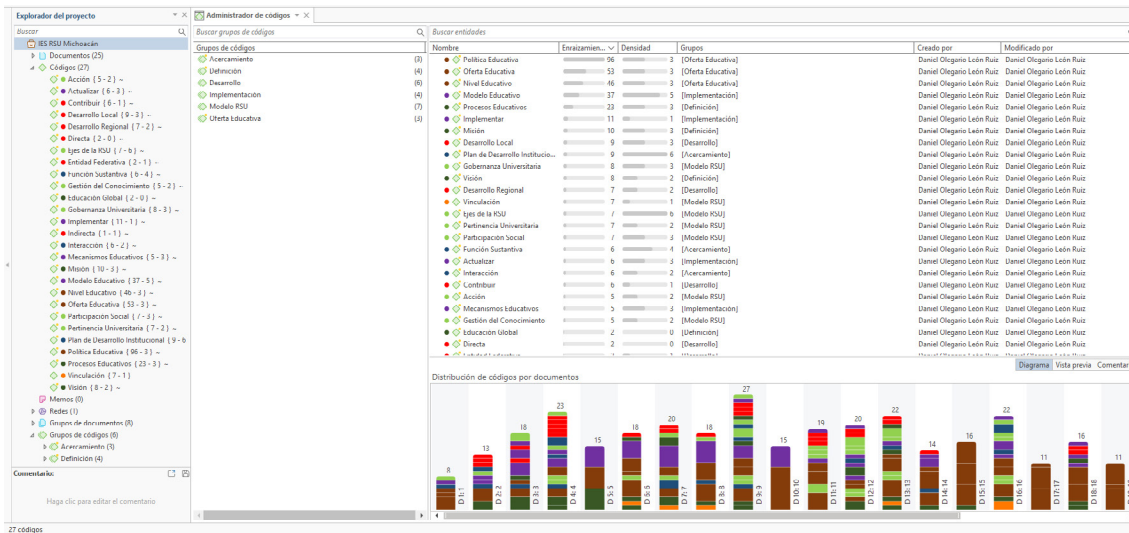 Explorador del proyecto
Buscar
IES RSU Michoacán
Documentos (25)
Códigos (27)
Acción { 5 - 2 } ~
Actualizar { 6 - 3 } ~
Contribuir { 6 - 1 } ~
Desarrollo Local { 9 - 3 } ~
Desarrollo Regional { 7 - 2 } ~
Directa { 2 - 0 } -
Ejes de la RSU { 7 - 6 } ~
Entidad Federativa { 2 - 1 } -
Función Sustantiva { 6 - 4 } ~
Gestión del Conocimiento { 5 - 2 } -
Educación Global { 2 - 0 } ~
Gobernanza Universitaria { 8 - 3 } ~
Implementar { 11 - 1 } ~
Indirecta { 1 - 1 } ~
Interacción { 6 - 2 } ~
Mecanismos Educativos { 5 - 3 } ~
Misión { 10 - 3 } ~
Modelo Educativo { 37 - 5 } ~
Nivel Educativo { 46 - 3 } ~
Oferta Educativa { 53 - 3 } ~
Participación Social { 7 - 3 } ~
Pertinencia Universitaria { 7 - 2 } ~
Plan de Desarrollo Institucional { 9 - 6
Política Educativa { 96 - 3 } ~
Procesos Educativos { 23 - 3 } ~
Vinculación { 7 - 1 }
Visión { 8 - 2 } ~
Memos (0)
Redes (1)
Grupos de documentos (8)
Grupos de códigos (6)
Acercamiento (3)
Definición (4)
Comentario:
Haga clic para editar el comentario
27 códigos
Administrador de códigos
Buscar grupos de códigos
Grupos de códigos
Acercamiento (3)
Definición (4)
Desarrollo (6)
Implementación (4)
Modelo RSU (7)
Oferta Educativa (3)
Buscar entidades
Nombre Enraizamien... Densidad Grupos Creado por Modificado por
Política Educativa 96 3 [Oferta Educativa] Daniel Olegario León Ruiz Daniel Olegario León Ruiz
Oferta Educativa 53 3 [Oferta Educativa] Daniel Olegario León Ruiz Daniel Olegario León Ruiz
Nivel Educativo 46 3 [Oferta Educativa] Daniel Olegario León Ruiz Daniel Olegario León Ruiz
Modelo Educativo 37 5 [Implementación] Daniel Olegario León Ruiz Daniel Olegario León Ruiz
Procesos Educativos 23 3 [Definición] Daniel Olegario León Ruiz Daniel Olegario León Ruiz
Implementar 11 1 [Implementación] Daniel Olegario León Ruiz Daniel Olegario León Ruiz
Misión 10 3 [Definición] Daniel Olegario León Ruiz Daniel Olegario León Ruiz
Desarrollo Local 9 3 [Desarrollo] Daniel Olegario León Ruiz Daniel Olegario León Ruiz
Plan de Desarrollo Institucio... 9 6 [Acercamiento] Daniel Olegario León Ruiz Daniel Olegario León Ruiz
Gobernanza Universitaria 8 3 [Modelo RSU] Daniel Olegario León Ruiz Daniel Olegario León Ruiz
Visión 8 2 [Definición] Daniel Olegario León Ruiz Daniel Olegario León Ruiz
Desarrollo Regional 7 2 [Desarrollo] Daniel Olegario León Ruiz Daniel Olegario León Ruiz
Vinculación 7 1 [Modelo RSU] Daniel Olegario León Ruiz Daniel Olegario León Ruiz
Ejes de la RSU 7 6 [Modelo RSU] Daniel Olegario León Ruiz Daniel Olegario León Ruiz
Pertinencia Universitaria 7 2 [Modelo RSU] Daniel Olegario León Ruiz Daniel Olegario León Ruiz
Participación Social 7 3 [Modelo RSU] Daniel Olegario León Ruiz Daniel Olegario León Ruiz
Función Sustantiva 6 4 [Acercamiento] Daniel Olegario León Ruiz Daniel Olegario León Ruiz
Actualizar 6 3 [Implementación] Daniel Olegario León Ruiz Daniel Olegario León Ruiz
Interacción 6 2 [Acercamiento] Daniel Olegario León Ruiz Daniel Olegario León Ruiz
Contribuir 6 1 [Desarrollo] Daniel Olegario León Ruiz Daniel Olegario León Ruiz
Acción 5 2 [Modelo RSU] Daniel Olegario León Ruiz Daniel Olegario León Ruiz
Mecanismos Educativos 5 3 [Implementación] Daniel Olegario León Ruiz Daniel Olegario León Ruiz
Gestión del Conocimiento 5 2 [Modelo RSU] Daniel Olegario León Ruiz Daniel Olegario León Ruiz
Educación Global 2 0 [Definición] Daniel Olegario León Ruiz Daniel Olegario León Ruiz
Directa 2 0 [Desarrollo] Daniel Olegario León Ruiz Daniel Olegario León Ruiz
Diagrama Vista previa Comentar
Distribución de códigos por documentos
8 13 18 23 15 18 20 18 27 15 19 20 22 14 16 22 11 16 11
D 1: 1 D 2: 2 D 3: 3 D 4: 4 D 5: 5 D 6: 6 D 7: 7 D 8: 8 D 9: 9 D 10: 10 D 11: 11 D 12: 12 D 13: 13 D 14: 14 D 15: 15 D 16: 16 D 17: 17 D 18: 18